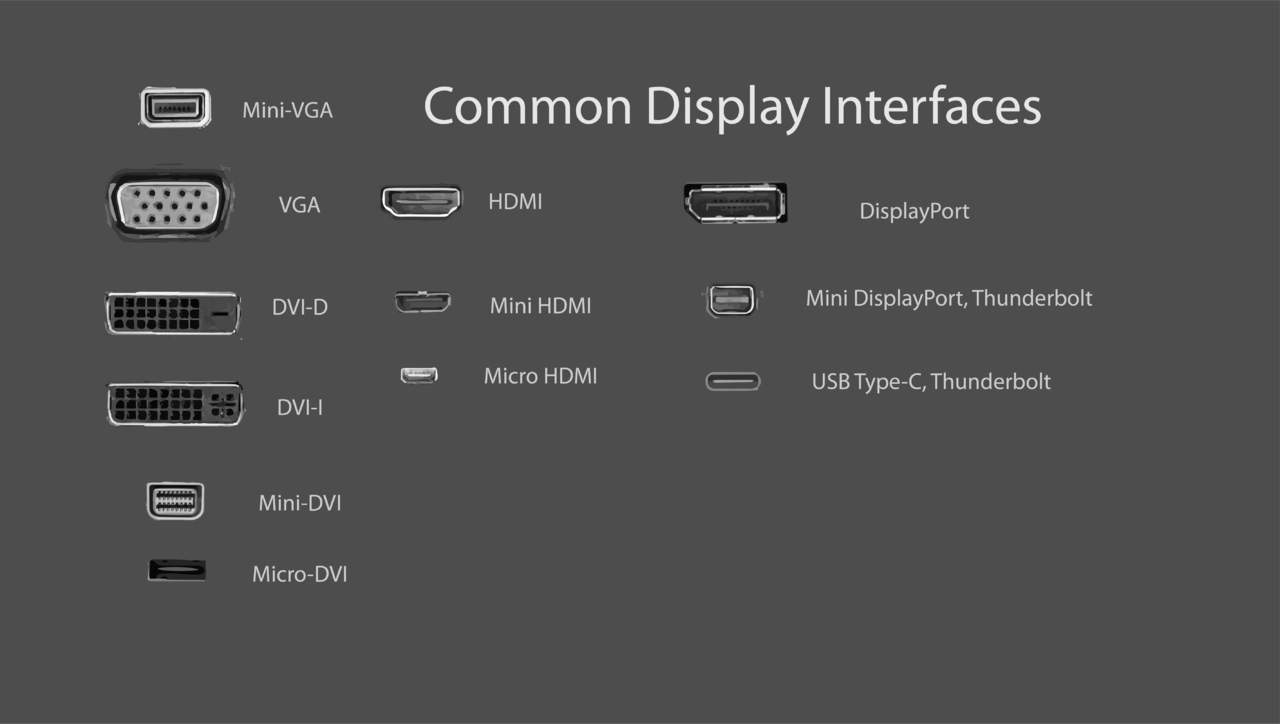 Common Display Interfaces
Mini-VGA
VGA
DVI-D
DVI-I
Mini-DVI
Micro-DVI
HDMI
Mini HDMI
Micro HDMI
DisplayPort
Mini DisplayPort, Thunderbolt
USB Type-C, Thunderbolt